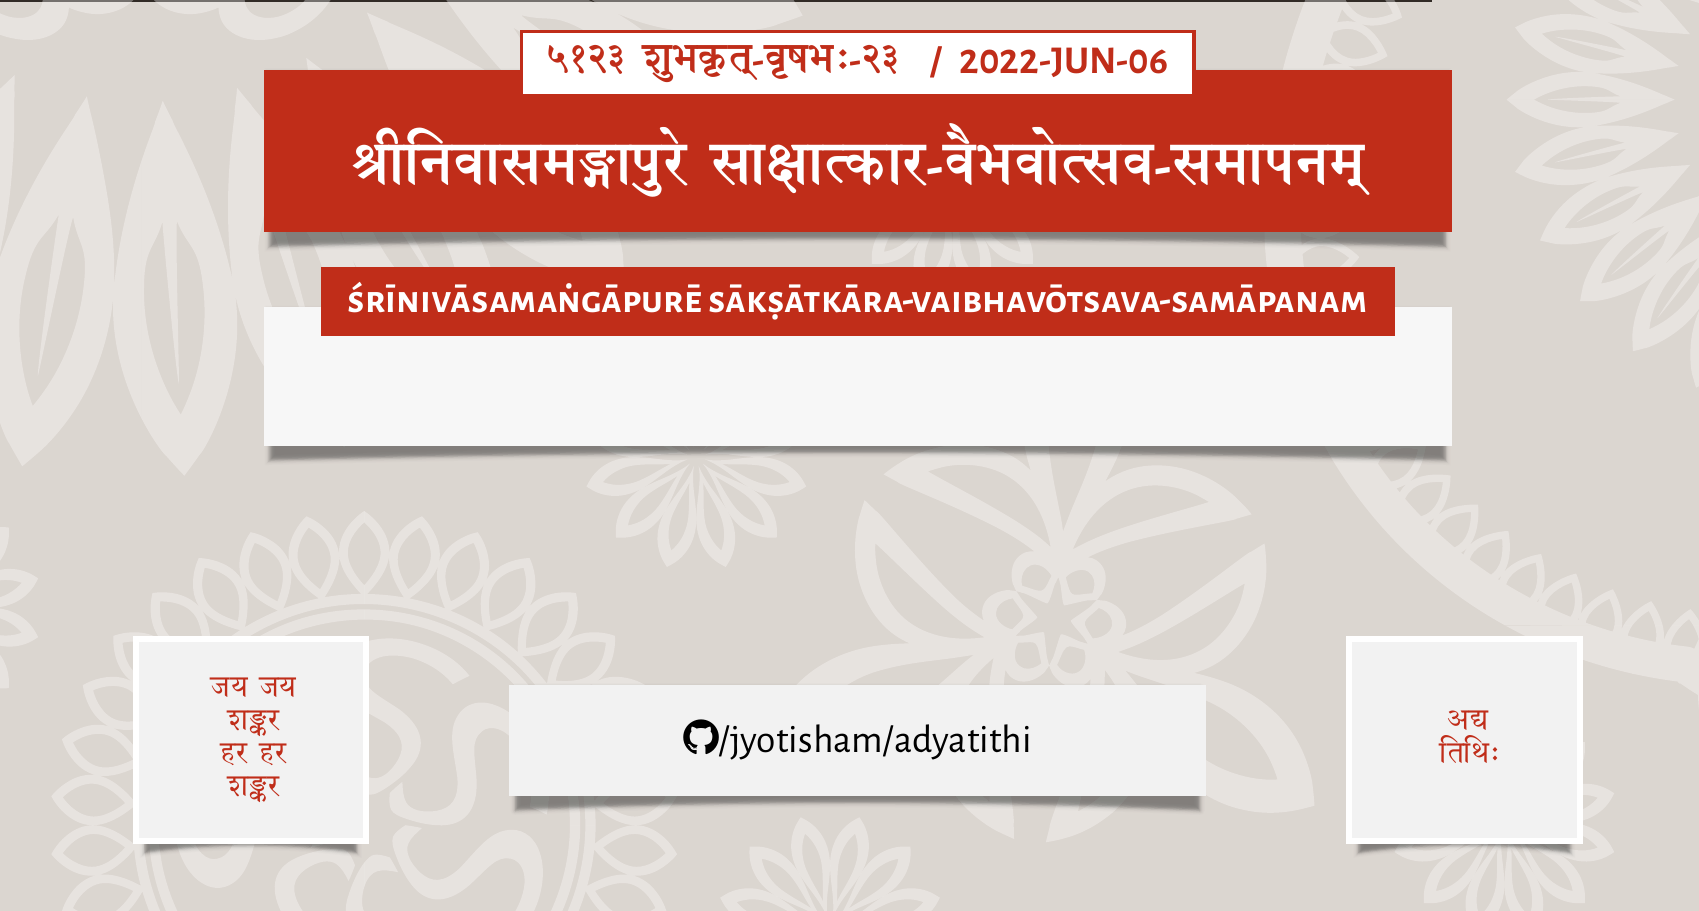 ५१२३ शुभकृत्-वृषभः-२३ / 2022-JUN-06
श्रीनिवासमङ्गापुरे साक्षात्कार-वैभवोत्सव-समापनम्
ŚRĪNIVĀSAMAṄGĀPURĒ SĀKṢĀTKĀRA-VAIBHAVŌTSAVA-SAMĀPANAM
जय जय
शङ्कर
हर हर
शङ्कर
/jyotisham/adyatithi
अद्य
तिथिः